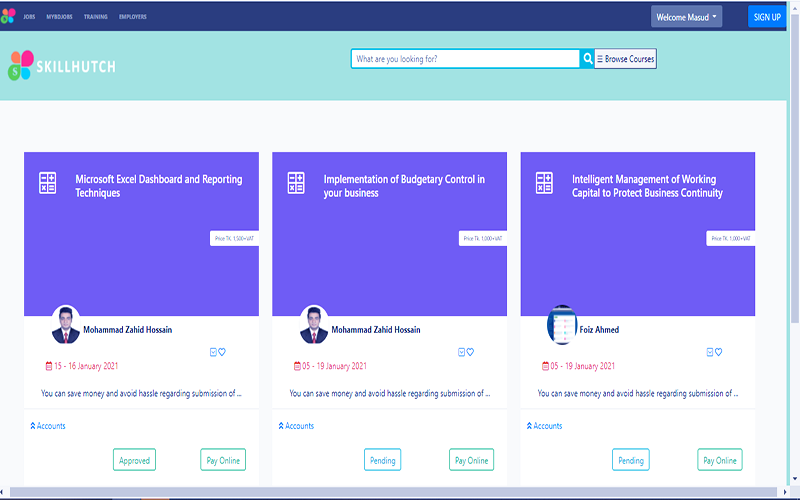 JOBS MYBDJOBS TRAINING EMPLOYERS Welcome Masud SIGN UP
S SKILLHUTCH What are you looking for? Browse Courses
Microsoft Excel Dashboard and Reporting
Techniques
Price TK. 1,500+VAT
Mohammad Zahid Hossain
15 - 16 January 2021
You can save money and avoid hassle regarding submission of ...
Accounts
Approved Pay Online
Implementation of Budgetary Control in
your business
Price TK. 1,000+VAT
Mohammad Zahid Hossain
05 - 19 January 2021
You can save money and avoid hassle regarding submission of ...
Accounts
Pending Pay Online
Intelligent Management of Working
Capital to Protect Business Continuity
Price TK. 1,000+VAT
Foiz Ahmed
05 - 19 January 2021
You can save money and avoid hassle regarding submission of ...
Accounts
Pending Pay Online